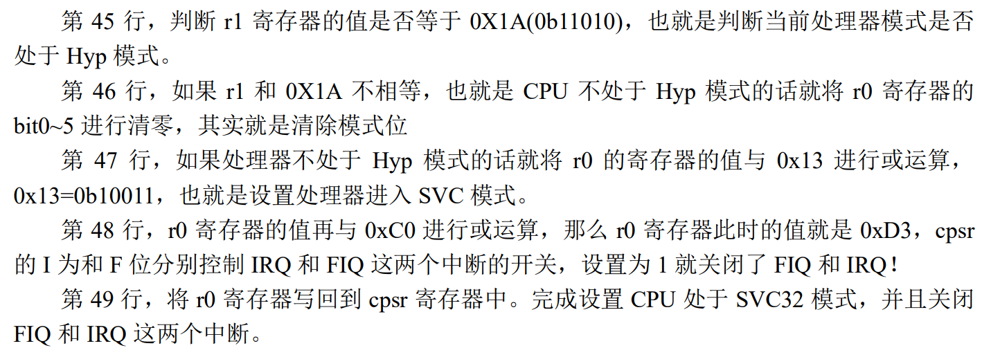 第 45 行，判断 r1 寄存器的值是否等于 0X1A(0b11010)，也就是判断当前处理器模式是否
处于 Hyp 模式。
第 46 行，如果 r1 和 0X1A 不相等，也就是 CPU 不处于 Hyp 模式的话就将 r0 寄存器的
bit0~5 进行清零，其实就是清除模式位
第 47 行，如果处理器不处于 Hyp 模式的话就将 r0 的寄存器的值与 0x13 进行或运算，
0x13=0b10011，也就是设置处理器进入 SVC 模式。
第 48 行，r0 寄存器的值再与 0xC0 进行或运算，那么 r0 寄存器此时的值就是 0xD3，cpsr
的 I 为和 F 位分别控制 IRQ 和 FIQ 这两个中断的开关，设置为 1 就关闭了 FIQ 和 IRQ！
第 49 行，将 r0 寄存器写回到 cpsr 寄存器中。完成设置 CPU 处于 SVC32 模式，并且关闭
FIQ 和 IRQ 这两个中断。